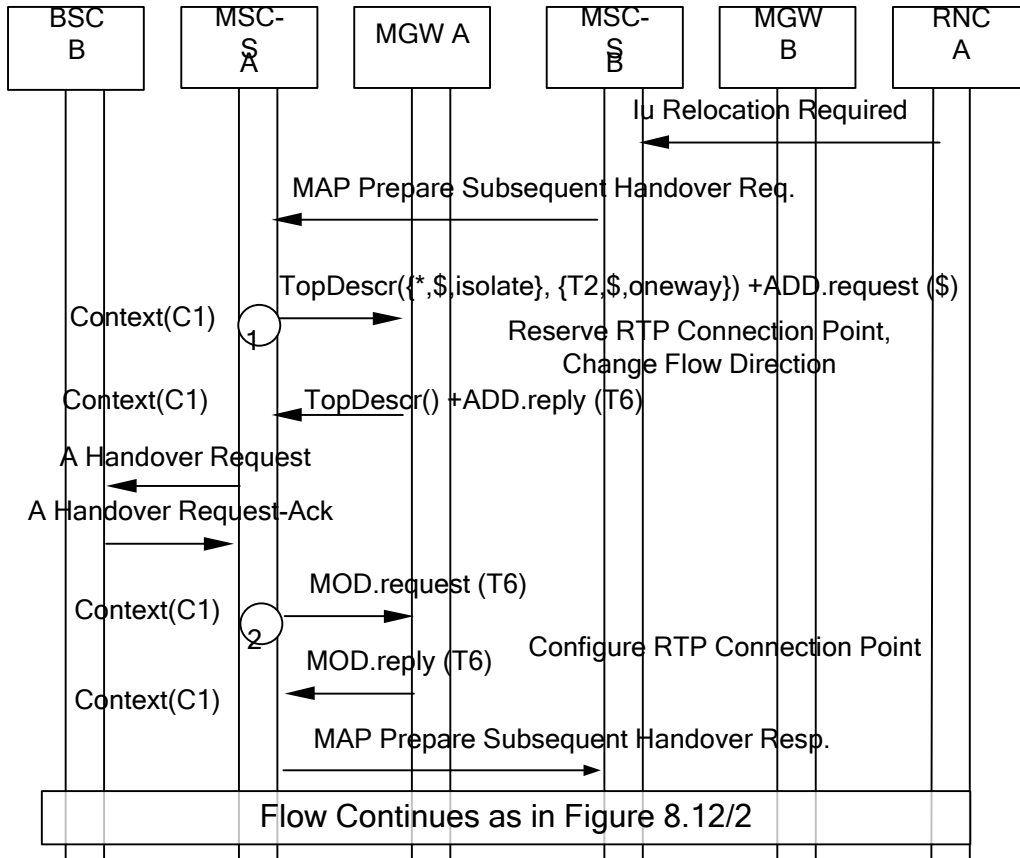 BSC
B
MSC-
S
A
MGW A
MSC-
S
B
MGW
B
RNC
A
Iu Relocation Required
MAP Prepare Subsequent Handover Req.
TopDescr({*,$,isolate}, {T2,$,oneway}) +ADD.request ($)
Context(C1)
1
Reserve RTP Connection Point,
Change Flow Direction
Context(C1)
TopDescr() +ADD.reply (T6)
A Handover Request
A Handover Request-Ack
MOD.request (T6)
Context(C1)
2
Configure RTP Connection Point
MOD.reply (T6)
Context(C1)
MAP Prepare Subsequent Handover Resp.
Flow Continues as in Figure 8.12/2